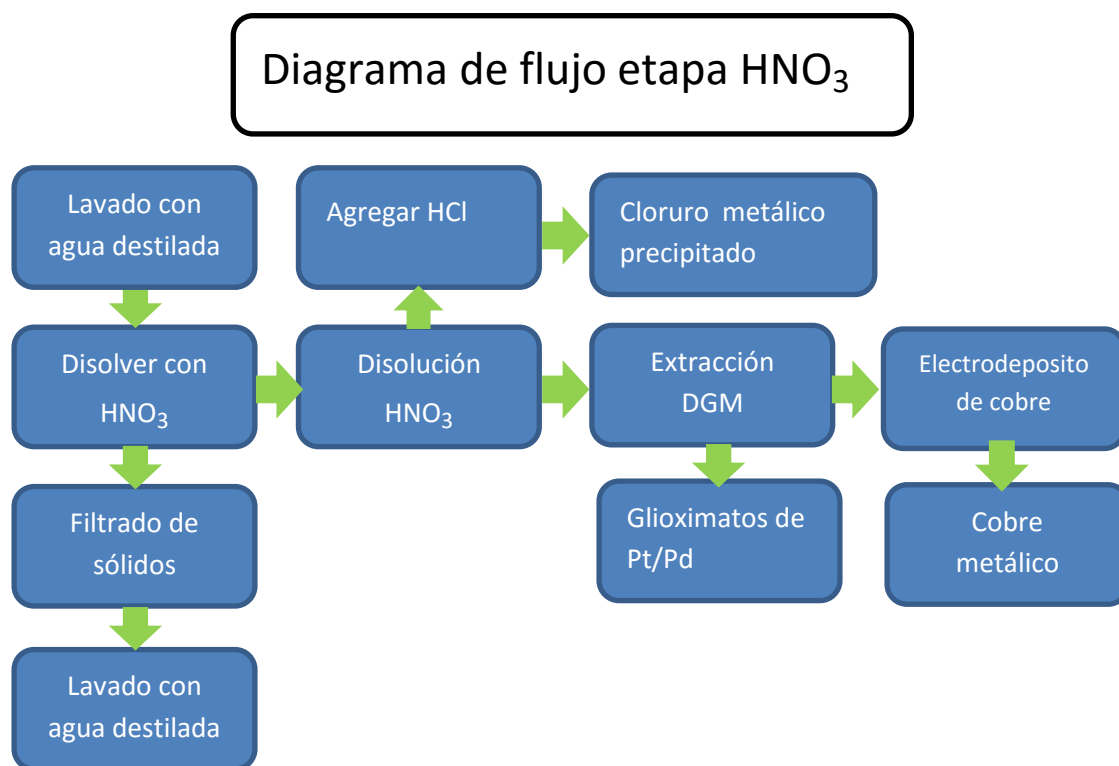 Diagrama de flujo etapa HNO₃
Lavado con
agua destilada
Agregar HCl
Cloruro metálico
precipitado
Disolver con
HNO₃
Disolución
HNO₃
Extracción
DGM
Electrodeposito
de cobre
Filtrado de
sólidos
Glioximatos de
Pt/Pd
Cobre
metálico
Lavado con
agua destilada